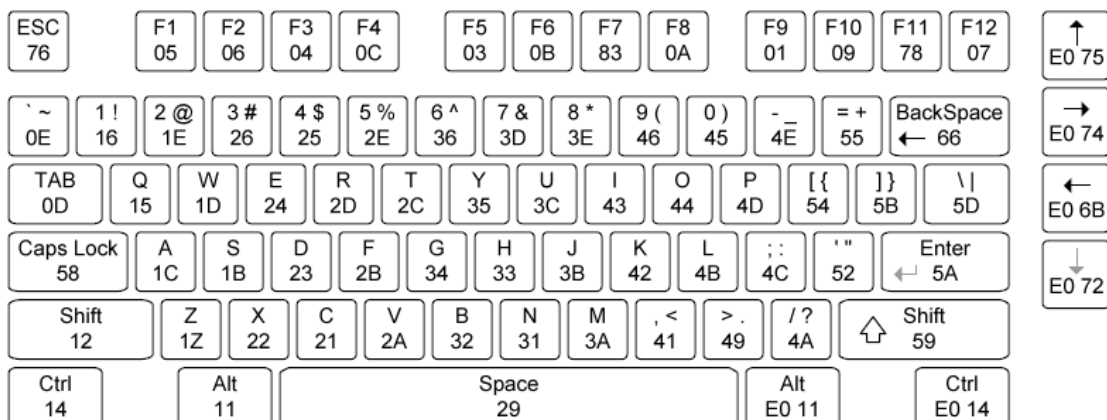 ESC F1 F2 F3 F4 F5 F6 F7 F8 F9 F10 F11 F12 ↑
76 05 06 04 0C 03 0B 83 0A 01 09 78 07 E0 75
` ~ 1 ! 2 @ 3 # 4 $ 5 % 6 ^ 7 & 8 * 9 ( 0 ) - _ = + BackSpace →
0E 16 1E 26 25 2E 36 3D 3E 46 45 4E 55 ← 66 E0 74
TAB Q W E R T Y U I O P [ { ] } \ | ←
0D 15 1D 24 2D 2C 35 3C 43 44 4D 54 5B 5D E0 6B
Caps Lock A S D F G H J K L ; : ' " Enter ↓
58 1C 1B 23 2B 34 33 3B 42 4B 4C 52 ↵ 5A E0 72
Shift Z X C V B N M , < > . / ? ⇧ Shift
12 1Z 22 21 2A 32 31 3A 41 49 4A 59
Ctrl Alt Space Alt Ctrl
14 11 29 E0 11 E0 14